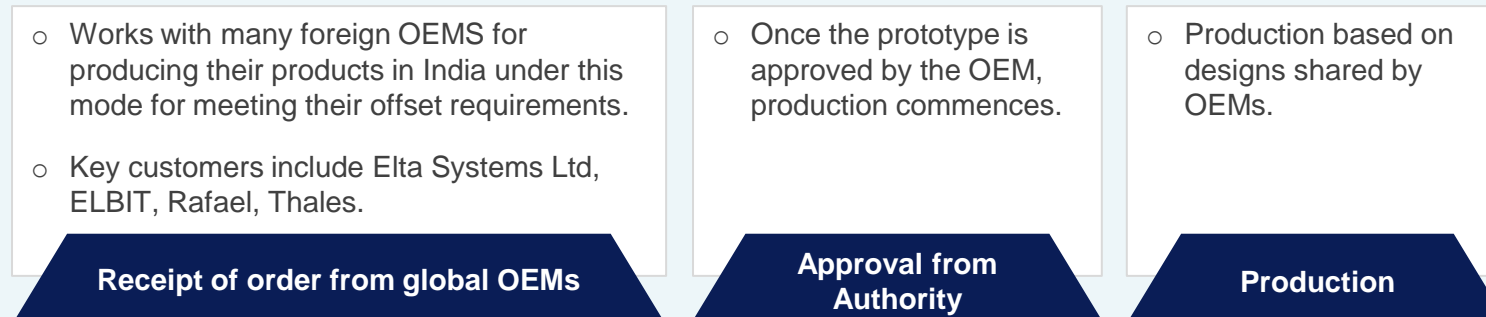 ○ Works with many foreign OEMS for
producing their products in India under this
mode for meeting their offset requirements.
○ Key customers include Elta Systems Ltd,
ELBIT, Rafael, Thales.
Receipt of order from global OEMs
○ Once the prototype is
approved by the OEM,
production commences.
Approval from
Authority
○ Production based on
designs shared by
OEMs.
Production